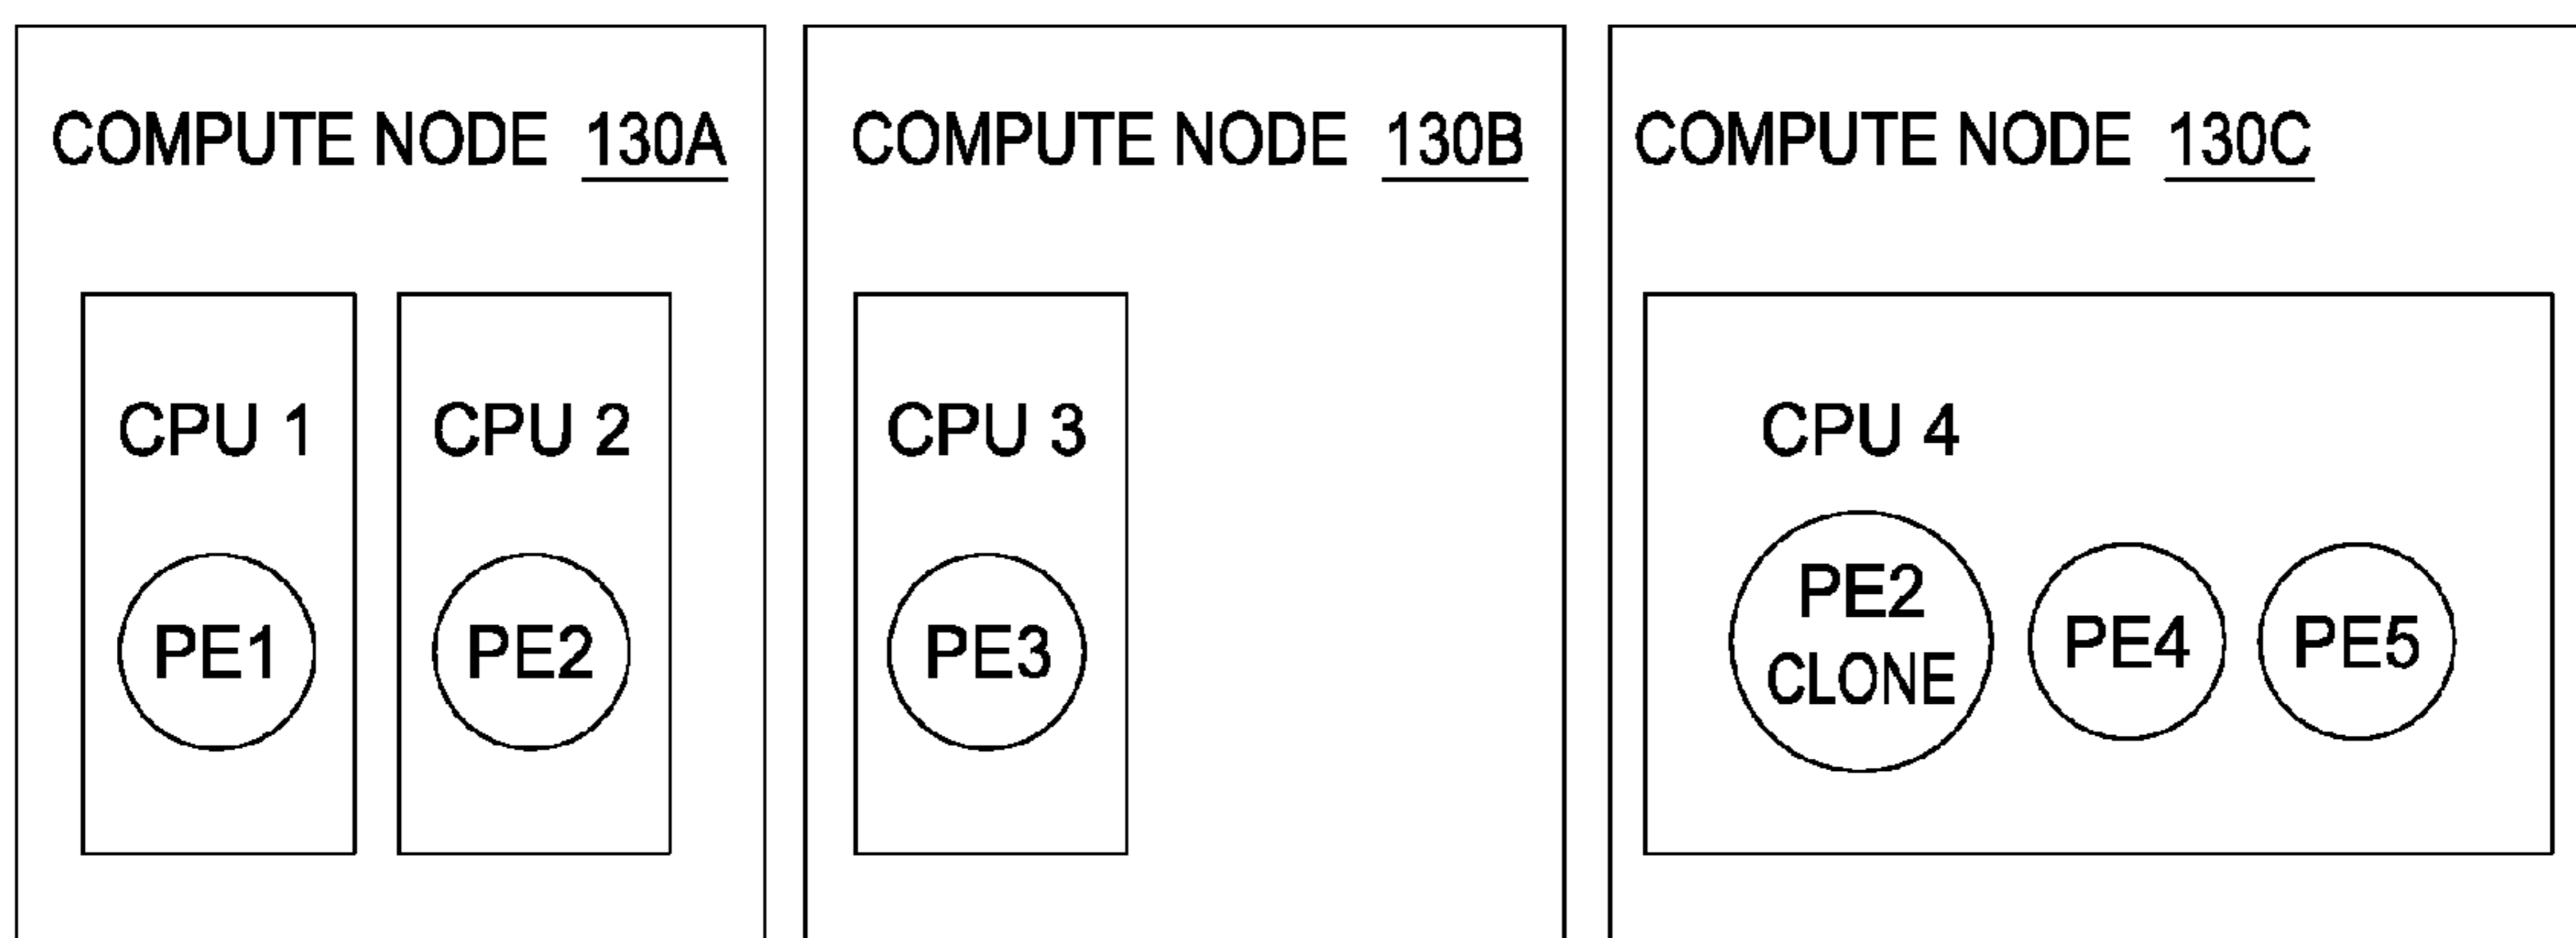 COMPUTE NODE 130A
CPU 1
PE1
CPU 2
PE2
COMPUTE NODE 130B
CPU 3
PE3
COMPUTE NODE 130C
CPU 4
PE2
CLONE
PE4
PE5